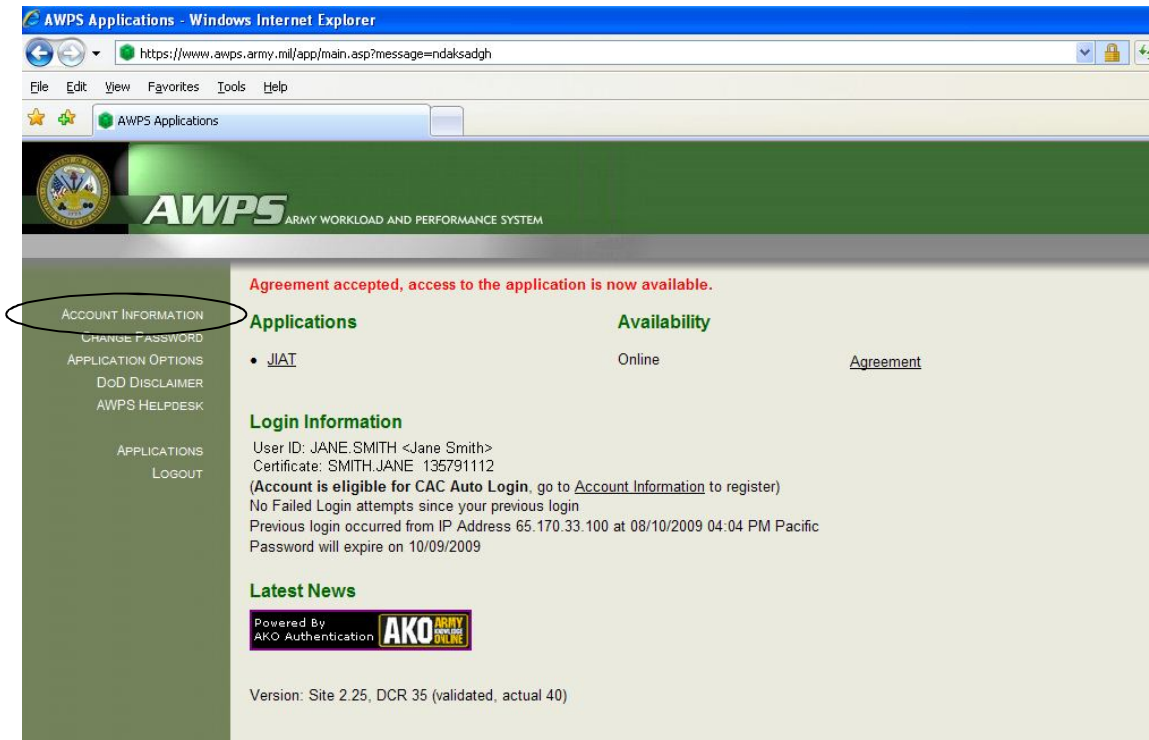 AWPS Applications - Windows Internet Explorer
https://www.awps.army.mil/app/main.asp?message=ndaksadgh
File Edit View Favorites Tools Help
AWPS Applications
AWPS ARMY WORKLOAD AND PERFORMANCE SYSTEM
Agreement accepted, access to the application is now available.
ACCOUNT INFORMATION
CHANGE PASSWORD
APPLICATION OPTIONS
DOD DISCLAIMER
AWPS HELPDESK
APPLICATIONS
LOGOUT
Applications Availability
• JIAT Online Agreement
Login Information
User ID: JANE.SMITH <Jane Smith>
Certificate: SMITH.JANE 135791112
(Account is eligible for CAC Auto Login, go to Account Information to register)
No Failed Login attempts since your previous login
Previous login occurred from IP Address 65.170.33.100 at 08/10/2009 04:04 PM Pacific
Password will expire on 10/09/2009
Latest News
Powered By
AKO Authentication AKO ARMY KNOWLEDGE ONLINE
Version: Site 2.25, DCR 35 (validated, actual 40)